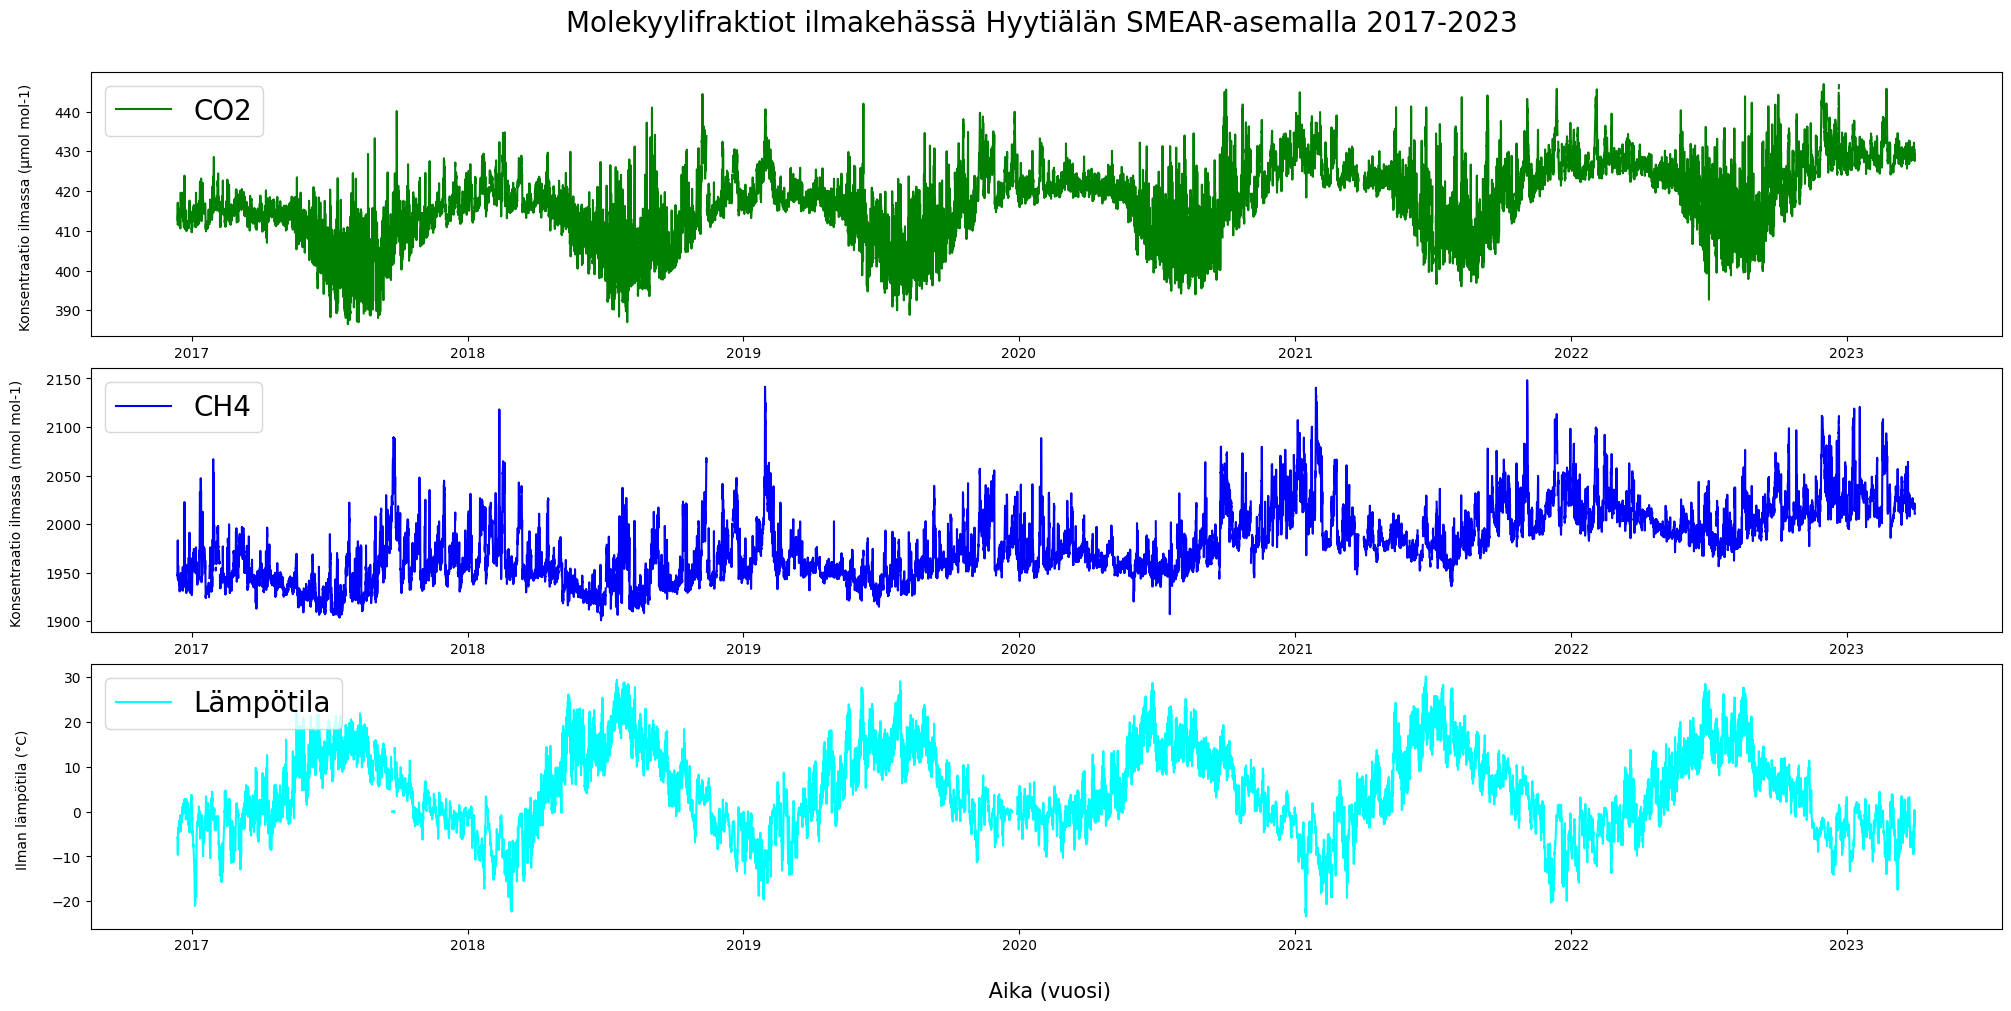 Molekyylifraktiot ilmakehässä Hyytiälän SMEAR-asemalla 2017-2023
Konsentraatio ilmassa (µmol mol-1)
CO2
440
430
420
410
400
390
2017 2018 2019 2020 2021 2022 2023
Konsentraatio ilmassa (nmol mol-1)
CH4
2150
2100
2050
2000
1950
1900
2017 2018 2019 2020 2021 2022 2023
Ilman lämpötila (°C)
Lämpötila
30
20
10
0
−10
−20
2017 2018 2019 2020 2021 2022 2023
Aika (vuosi)